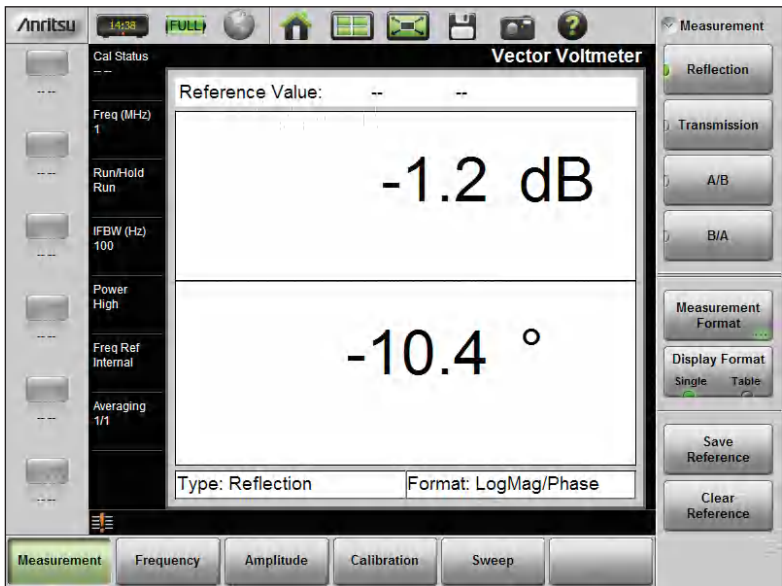 Anritsu
14:38
FULL
?
Measurement
Cal Status
-- --
Vector Voltmeter
Reference Value: -- --
Freq (MHz)
1
Run/Hold
Run
IFBW (Hz)
100
Power
High
Freq Ref
Internal
Averaging
1/1
-- --
-- --
-- --
-- --
-- --
-- --
-1.2 dB
-10.4 °
Type: Reflection
Format: LogMag/Phase
Reflection
Transmission
A/B
B/A
Measurement
Format
Display Format
Single Table
Save
Reference
Clear
Reference
Measurement
Frequency
Amplitude
Calibration
Sweep